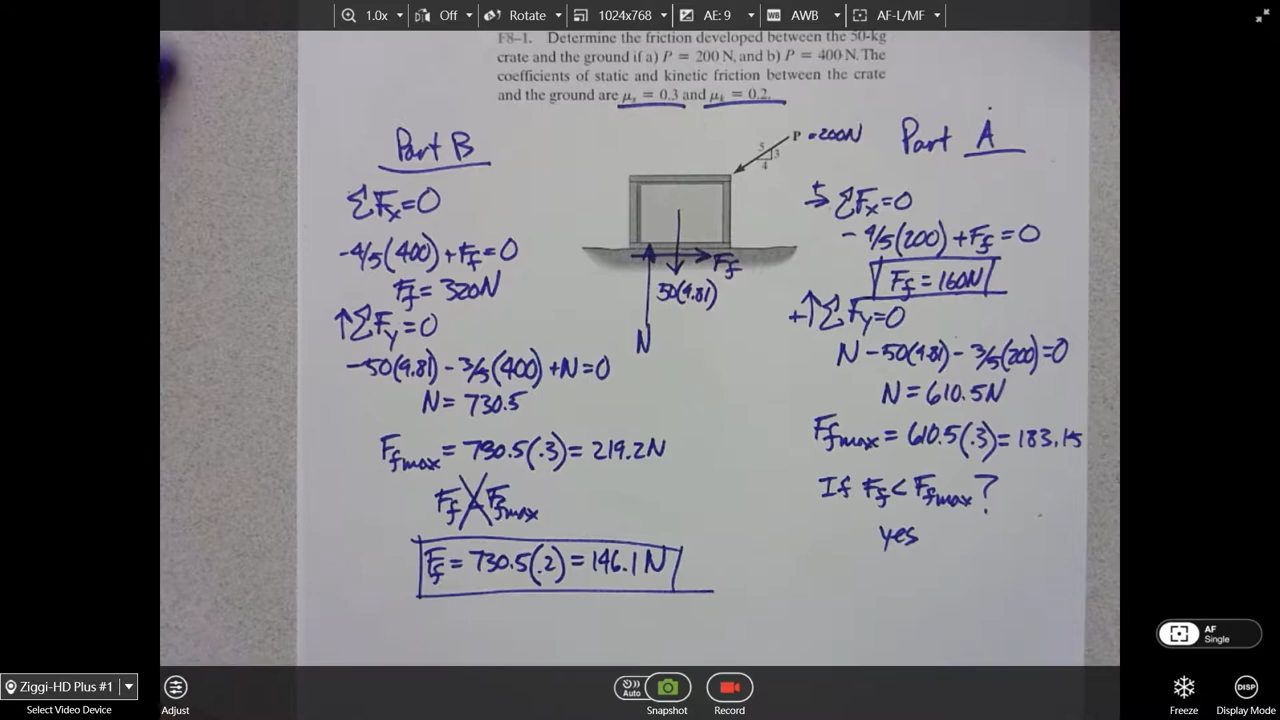 1.0x Off Rotate 1024x768 AE: 9 AWB AF-L/MF
F8–1. Determine the friction developed between the 50-kg
crate and the ground if a) P = 200 N, and b) P = 400 N. The
coefficients of static and kinetic friction between the crate
and the ground are μs = 0.3 and μk = 0.2.
Part B
ΣFx=0
-4/5(400)+Ff=0
Ff=320N
↑ΣFy=0
-50(9.81)-3/5(400)+N=0
N=730.5
Ffmax=730.5(.3)=219.2N
Ff<Ffmax
Ff=730.5(.2)=146.1N
P=200N
5
3
4
Ff
50(9.81)
N
Part A
+→ΣFx=0
-4/5(200)+Ff=0
Ff=160N
+↑ΣFy=0
N-50(9.81)-3/5(200)=0
N=610.5N
Ffmax=610.5(.3)=183.15
If Ff<Ffmax?
yes
AF
Single
Ziggi-HD Plus #1
Select Video Device
Adjust
Auto
Snapshot
Record
Freeze
DISP
Display Mode